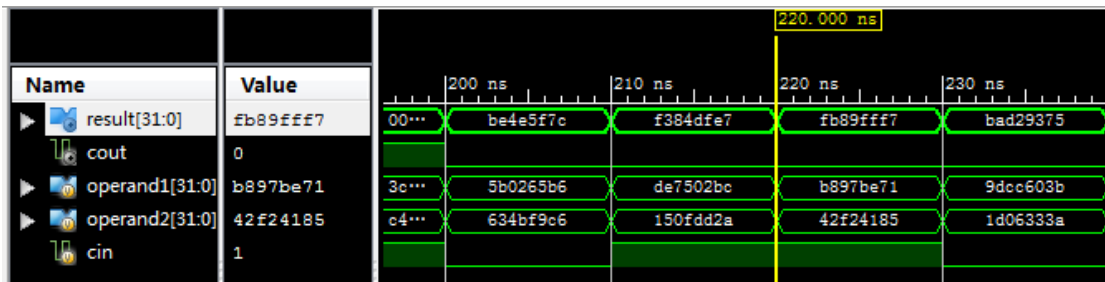 220.000 ns
Name Value 200 ns 210 ns 220 ns 230 ns
result[31:0] fb89fff7 00··· be4e5f7c f384dfe7 fb89fff7 bad29375
cout 0
operand1[31:0] b897be71 3c··· 5b0265b6 de7502bc b897be71 9dcc603b
operand2[31:0] 42f24185 c4··· 634bf9c6 150fdd2a 42f24185 1d06333a
cin 1